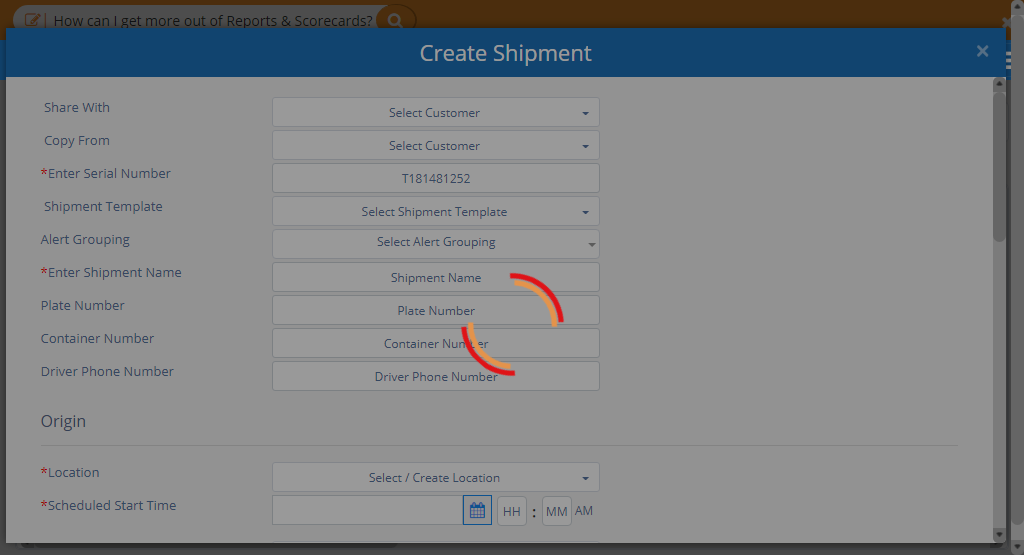 How can I get more out of Reports & Scorecards?
Create Shipment
Share With
Select Customer
Copy From
Select Customer
*Enter Serial Number
T181481252
Shipment Template
Select Shipment Template
Alert Grouping
Select Alert Grouping
*Enter Shipment Name
Shipment Name
Plate Number
Plate Number
Container Number
Container Number
Driver Phone Number
Driver Phone Number
Origin
*Location
Select / Create Location
*Scheduled Start Time
HH : MM AM